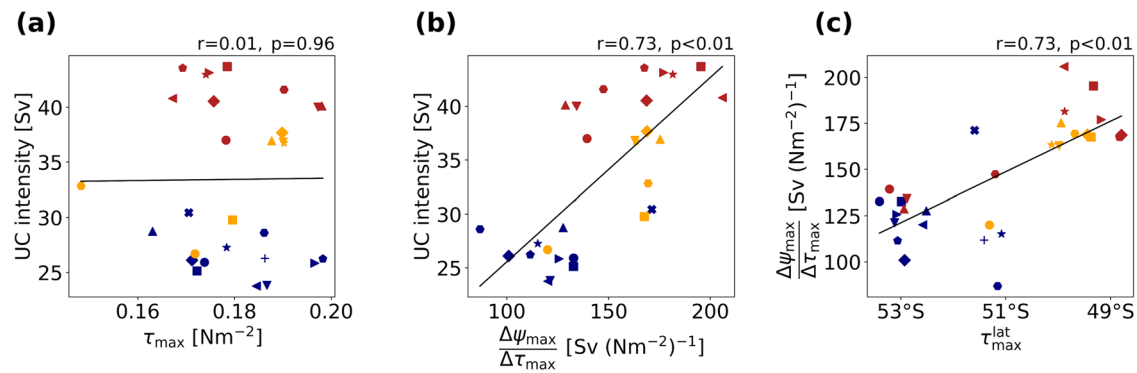 (a)
r=0.01, p=0.96
UC intensity [Sv]
40
35
30
25
0.16
0.18
0.20
τmax [Nm−2]
(b)
r=0.73, p<0.01
UC intensity [Sv]
40
35
30
25
100
150
200
Δψmax
Δτmax
[Sv (Nm−2)−1]
(c)
r=0.73, p<0.01
Δψmax
Δτmax
[Sv (Nm−2)−1]
200
175
150
125
100
53°S
51°S
49°S
τmax lat